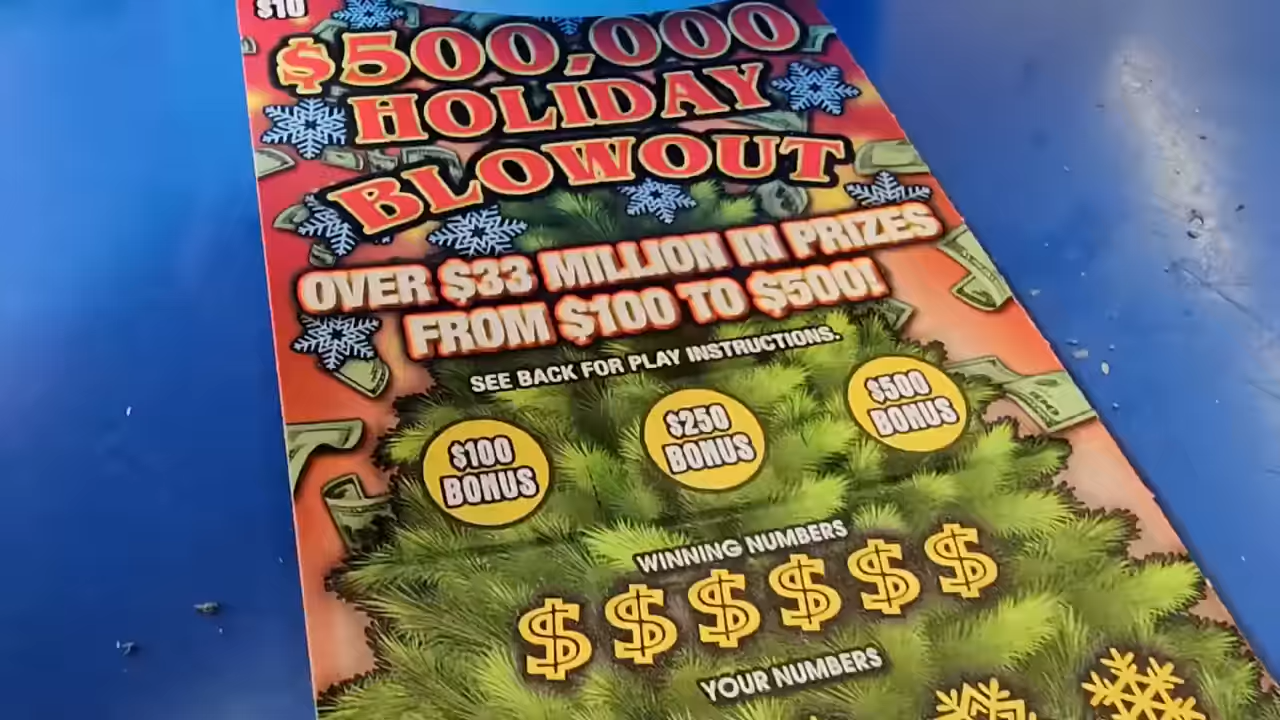 $10
$500,000
HOLIDAY
BLOWOUT
OVER $33 MILLION IN PRIZES
FROM $100 TO $500!
SEE BACK FOR PLAY INSTRUCTIONS.
$100
BONUS
$250
BONUS
$500
BONUS
WINNING NUMBERS
$ $ $ $ $ $
YOUR NUMBERS